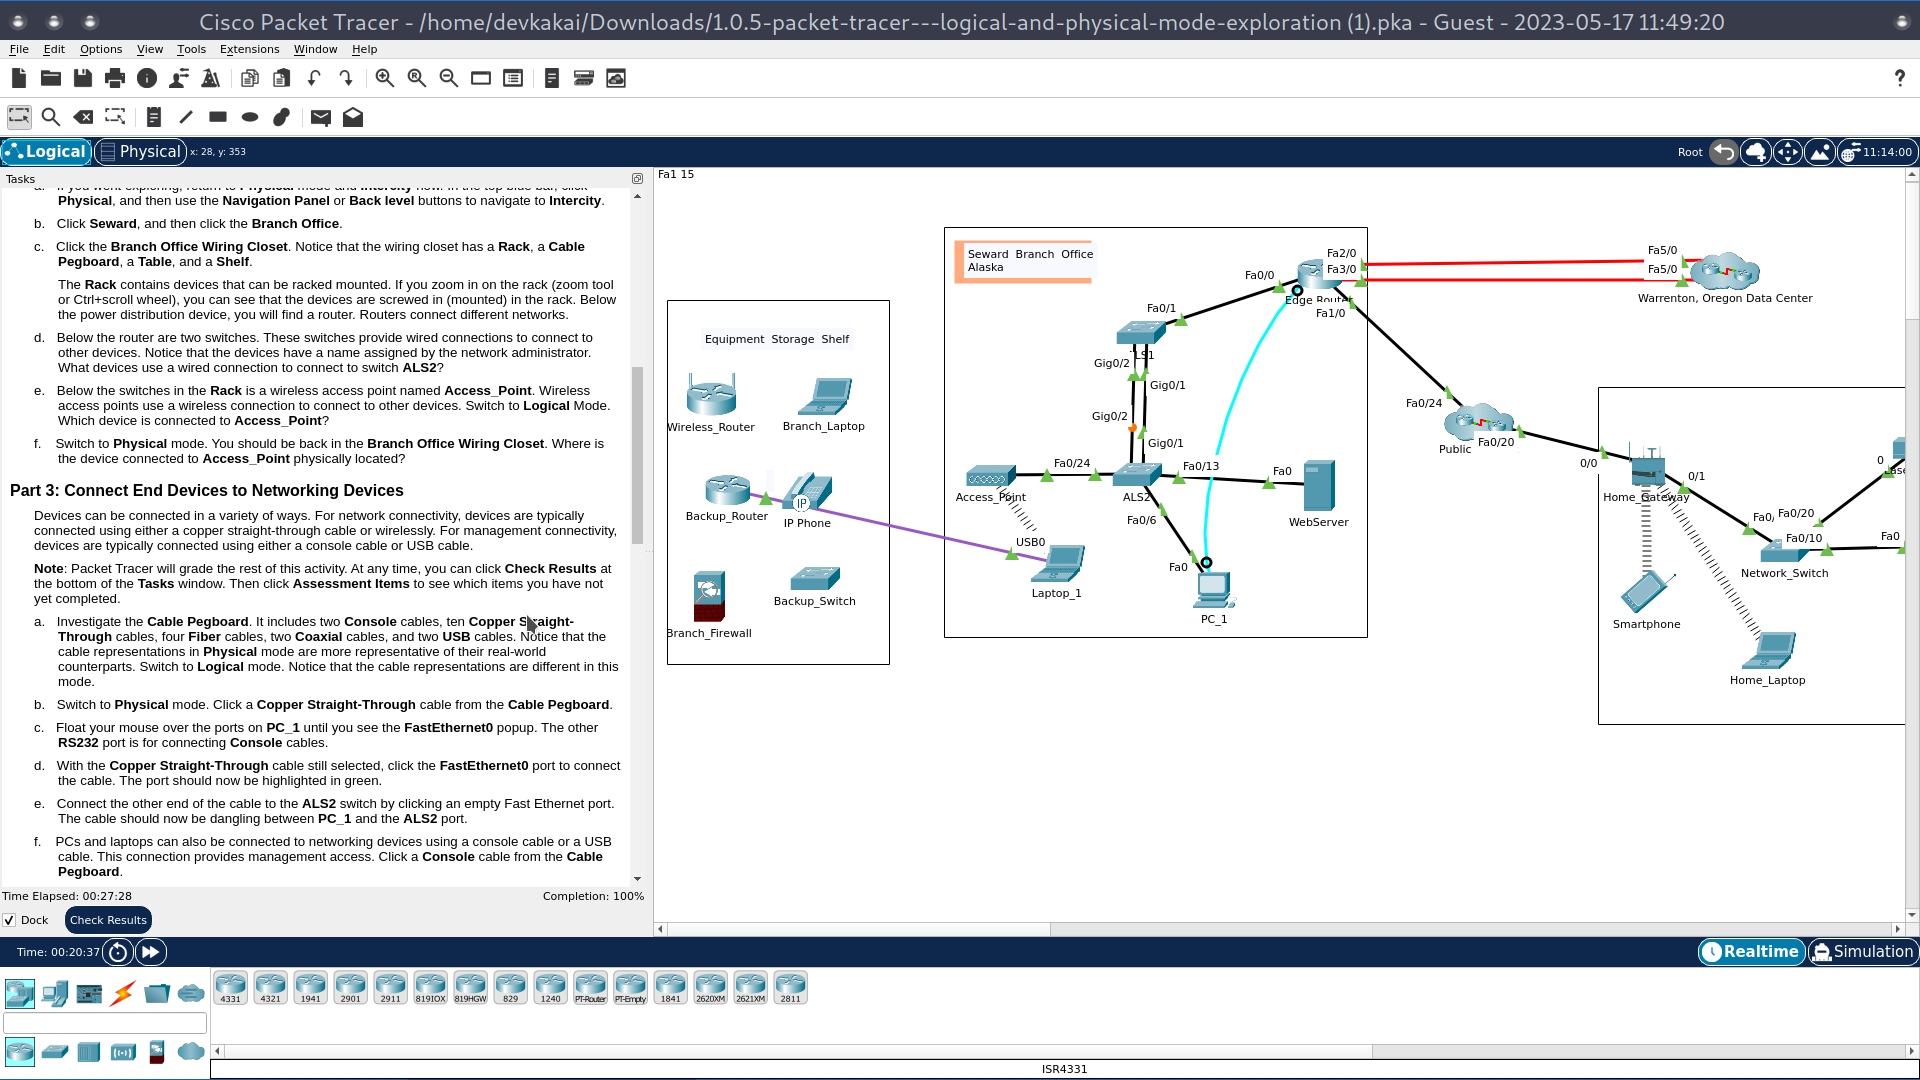 Cisco Packet Tracer - /home/devkakai/Downloads/1.0.5-packet-tracer---logical-and-physical-mode-exploration (1).pka - Guest - 2023-05-17 11:49:20
File Edit Options View Tools Extensions Window Help
?
Logical Physical x: 28, y: 353
Root 11:14:00
Tasks
a. If you went exploring, return to Physical mode and Intercity now. In the top blue bar, click
Physical, and then use the Navigation Panel or Back level buttons to navigate to Intercity.
b. Click Seward, and then click the Branch Office.
c. Click the Branch Office Wiring Closet. Notice that the wiring closet has a Rack, a Cable
Pegboard, a Table, and a Shelf.
The Rack contains devices that can be racked mounted. If you zoom in on the rack (zoom tool
or Ctrl+scroll wheel), you can see that the devices are screwed in (mounted) in the rack. Below
the power distribution device, you will find a router. Routers connect different networks.
d. Below the router are two switches. These switches provide wired connections to connect to
other devices. Notice that the devices have a name assigned by the network administrator.
What devices use a wired connection to connect to switch ALS2?
e. Below the switches in the Rack is a wireless access point named Access_Point. Wireless
access points use a wireless connection to connect to other devices. Switch to Logical Mode.
Which device is connected to Access_Point?
f. Switch to Physical mode. You should be back in the Branch Office Wiring Closet. Where is
the device connected to Access_Point physically located?
Part 3: Connect End Devices to Networking Devices
Devices can be connected in a variety of ways. For network connectivity, devices are typically
connected using either a copper straight-through cable or wirelessly. For management connectivity,
devices are typically connected using either a console cable or USB cable.
Note: Packet Tracer will grade the rest of this activity. At any time, you can click Check Results at
the bottom of the Tasks window. Then click Assessment Items to see which items you have not
yet completed.
a. Investigate the Cable Pegboard. It includes two Console cables, ten Copper Straight-
Through cables, four Fiber cables, two Coaxial cables, and two USB cables. Notice that the
cable representations in Physical mode are more representative of their real-world
counterparts. Switch to Logical mode. Notice that the cable representations are different in this
mode.
b. Switch to Physical mode. Click a Copper Straight-Through cable from the Cable Pegboard.
c. Float your mouse over the ports on PC_1 until you see the FastEthernet0 popup. The other
RS232 port is for connecting Console cables.
d. With the Copper Straight-Through cable still selected, click the FastEthernet0 port to connect
the cable. The port should now be highlighted in green.
e. Connect the other end of the cable to the ALS2 switch by clicking an empty Fast Ethernet port.
The cable should now be dangling between PC_1 and the ALS2 port.
f. PCs and laptops can also be connected to networking devices using a console cable or a USB
cable. This connection provides management access. Click a Console cable from the Cable
Pegboard.
Time Elapsed: 00:27:28 Completion: 100%
Dock Check Results
Fa1 15
Equipment Storage Shelf
Wireless_Router
Branch_Laptop
Backup_Router
IP
IP Phone
Branch_Firewall
Backup_Switch
Seward Branch Office
Alaska
Fa0/0
Fa2/0
Fa3/0
Edge Router
Fa1/0
Fa0/1
LS1
Gig0/2
Gig0/1
Gig0/2
Gig0/1
Fa0/24
Fa0/13
Fa0
Access_Point
ALS2
WebServer
Fa0/6
USB0
Fa0
Laptop_1
PC_1
Fa5/0
Fa5/0
Warrenton, Oregon Data Center
Fa0/24
Public
Fa0/20
0/0
Home_Gateway
0/1
0
Lase
Fa0/
Fa0/20
Fa0/10
Fa0
Network_Switch
Smartphone
Home_Laptop
Time: 00:20:37
Realtime Simulation
4331 4321 1941 2901 2911 819IOX 819HGW 829 1240 PT-Router PT-Empty 1841 2620XM 2621XM 2811
ISR4331